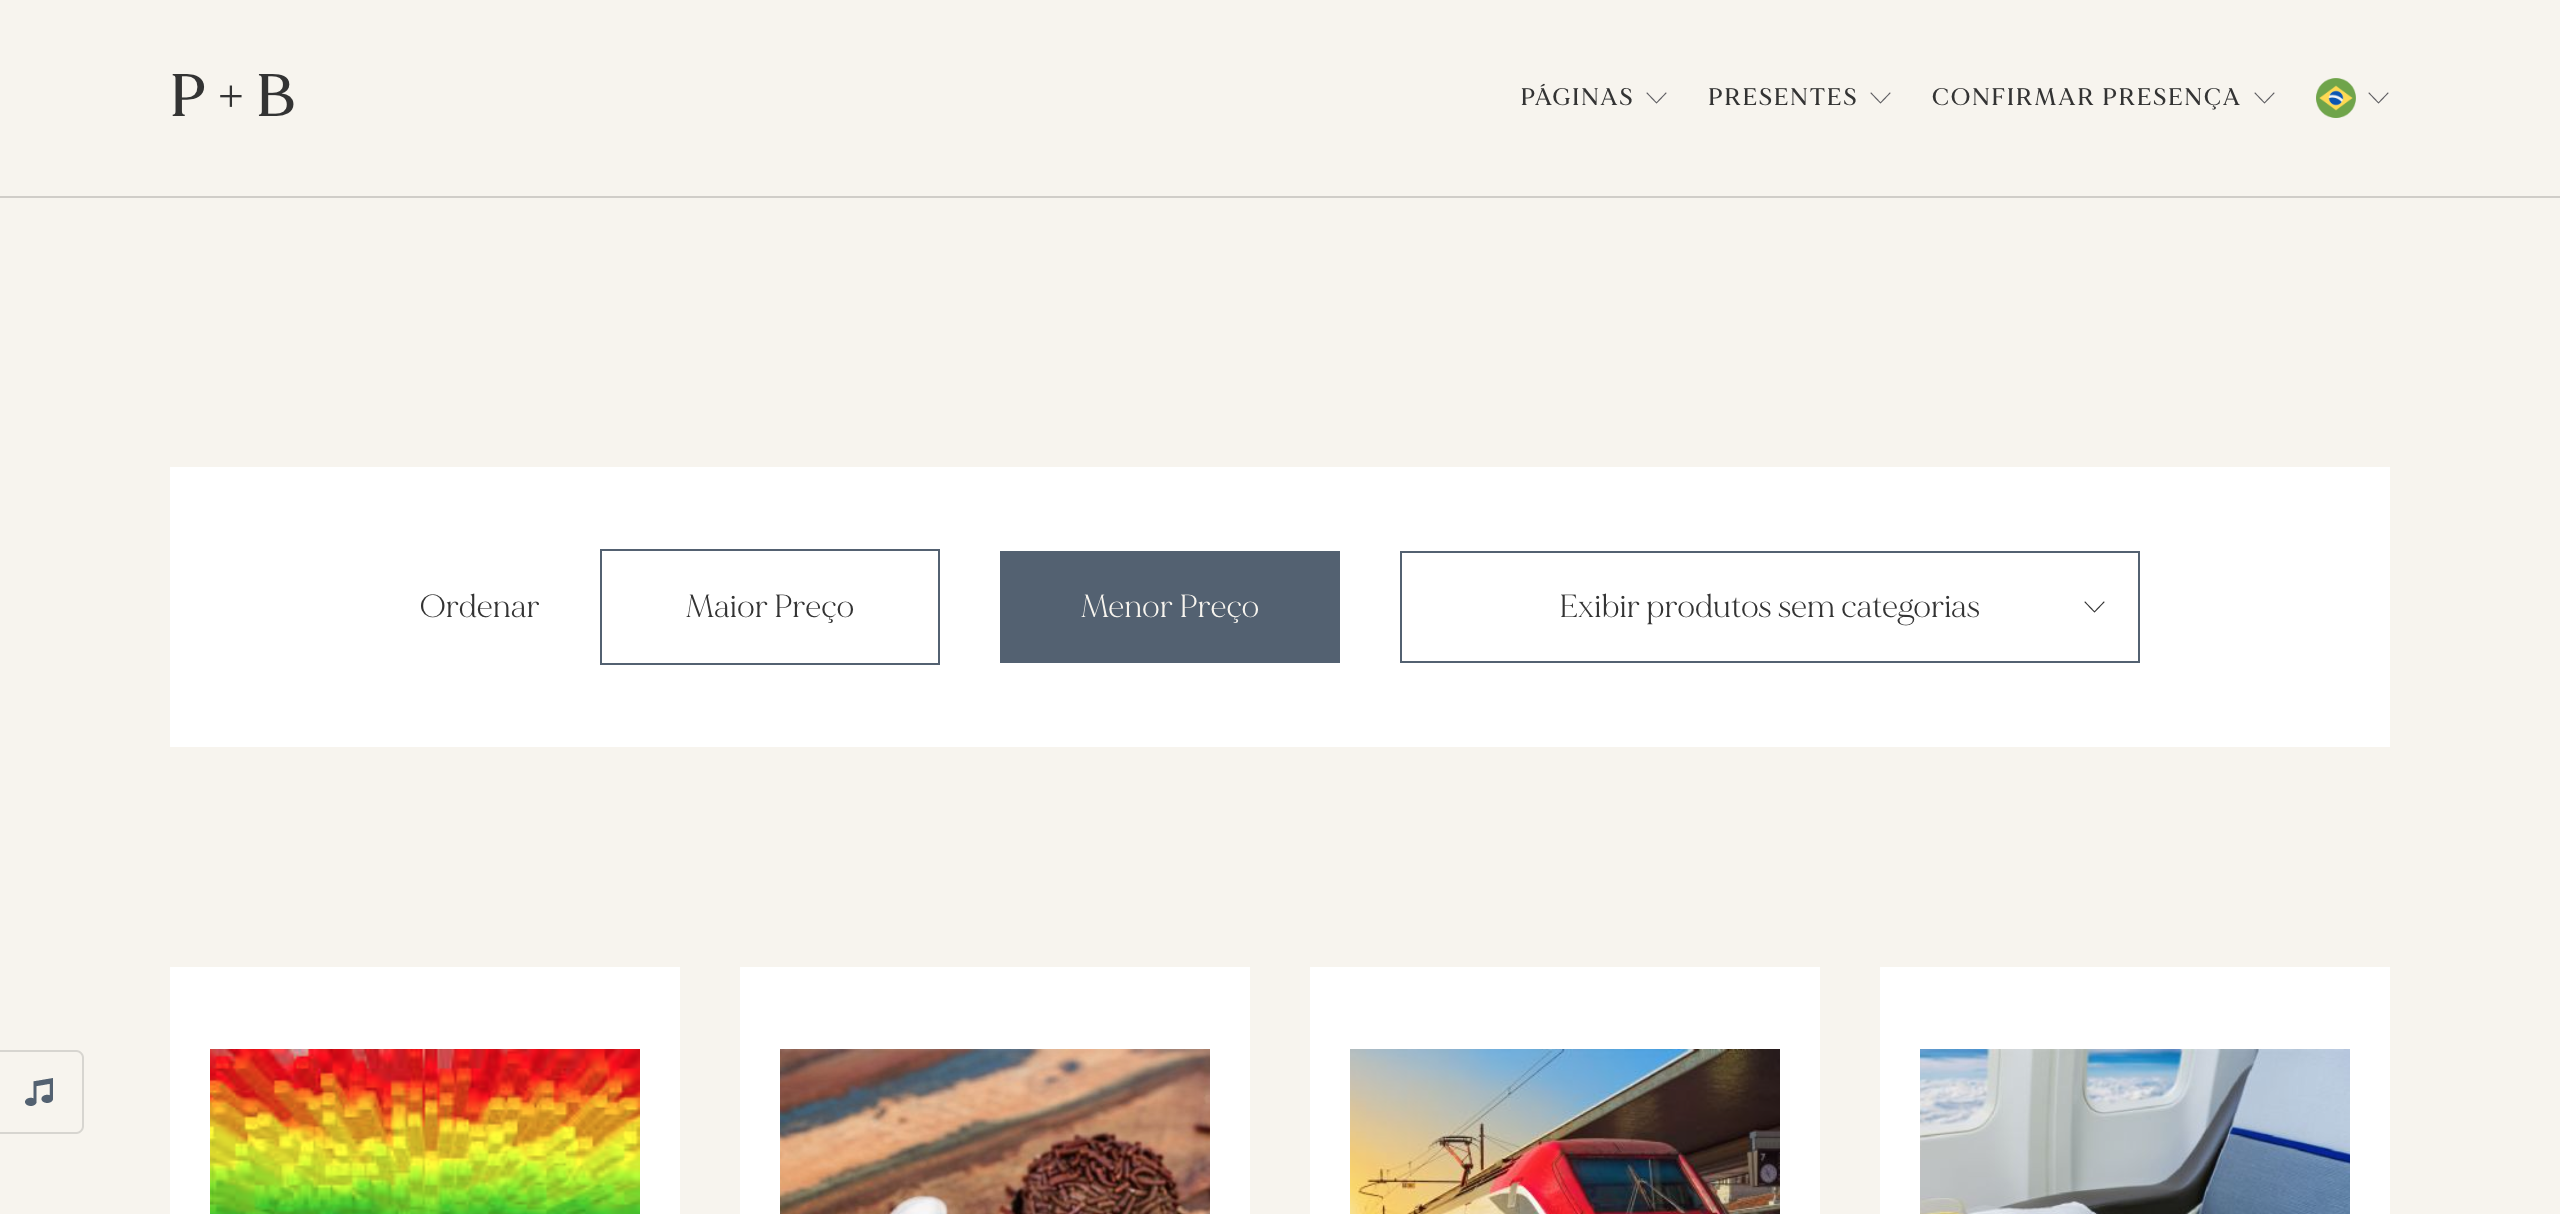 P + B
PÁGINAS
PRESENTES
CONFIRMAR PRESENÇA
Ordenar
Maior Preço
Menor Preço
Exibir produtos sem categorias